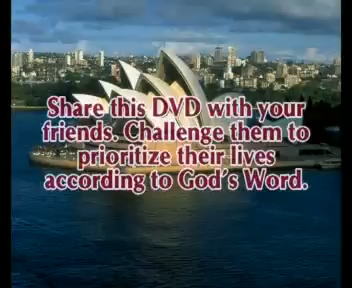 Share this DVD with your
friends. Challenge them to
prioritize their lives
according to God's Word.